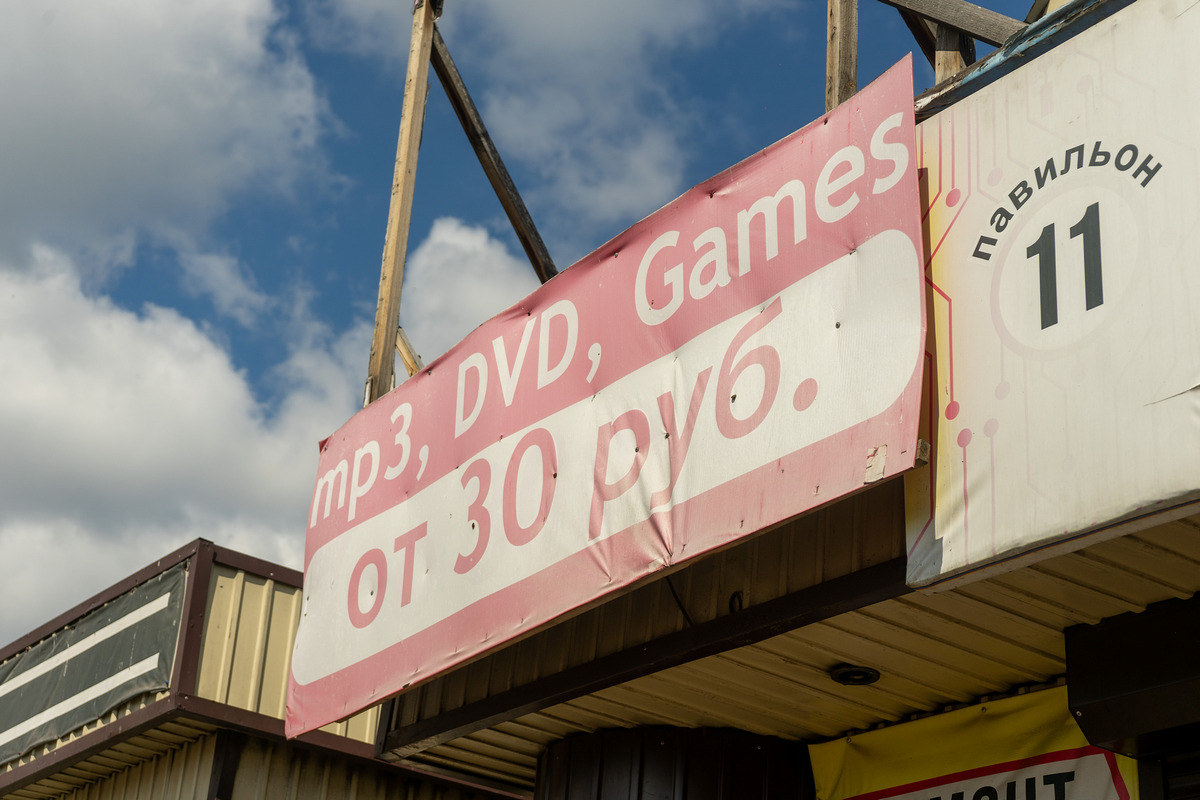 mp3, DVD, Games
от 30 руб.
павильон
11